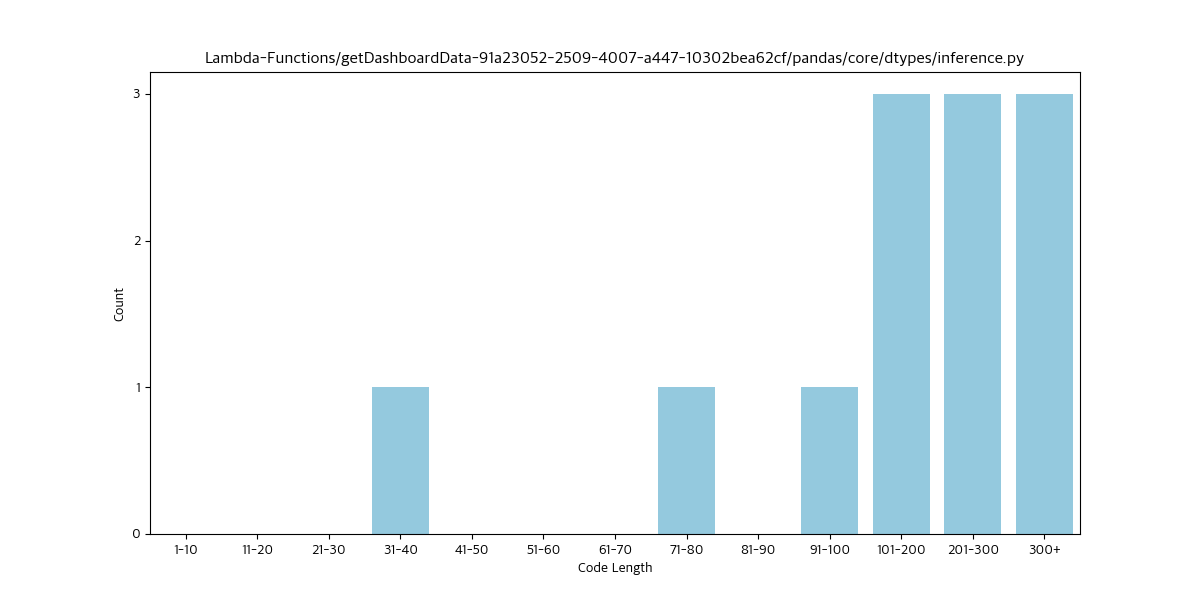 Lambda-Functions/getDashboardData-91a23052-2509-4007-a447-10302bea62cf/pandas/core/dtypes/inference.py
3
2
1
0
Count
1-10 11-20 21-30 31-40 41-50 51-60 61-70 71-80 81-90 91-100 101-200 201-300 300+
Code Length